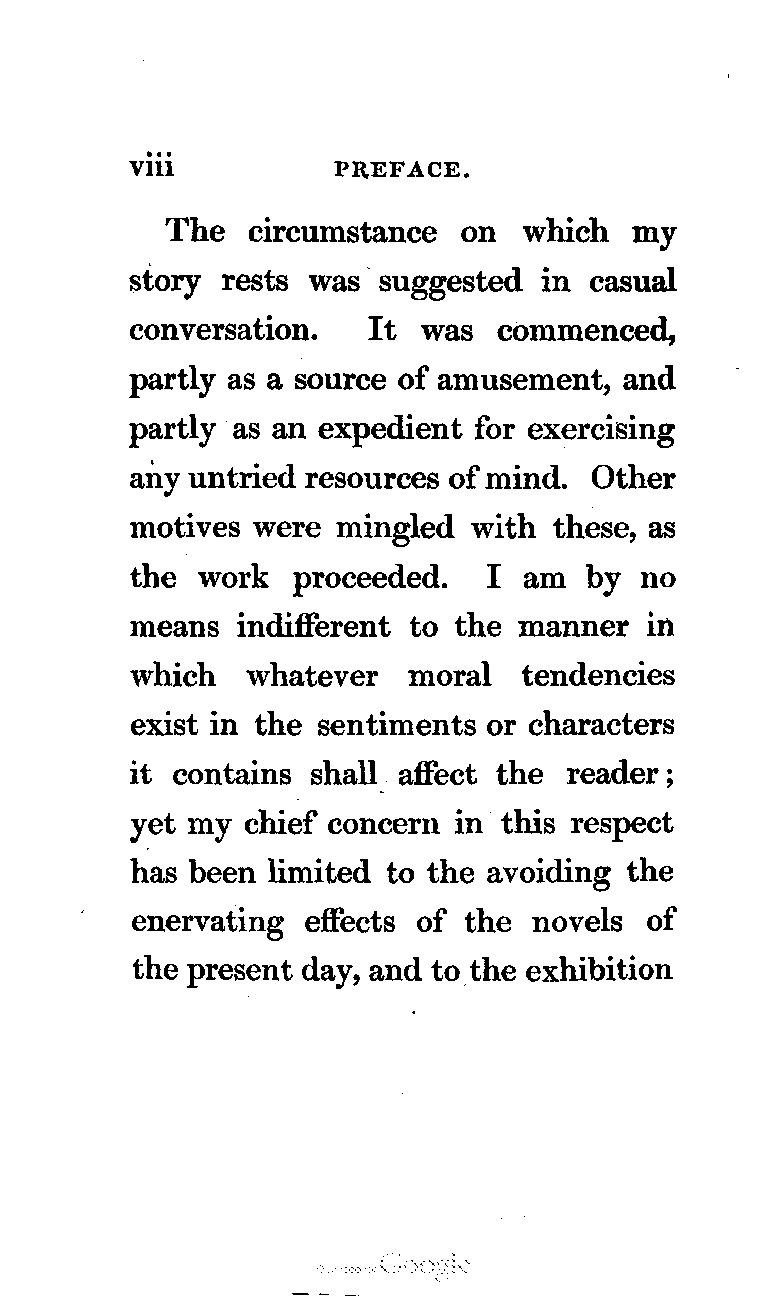 viii PREFACE.
The circumstance on which my
story rests was suggested in casual
conversation. It was commenced,
partly as a source of amusement, and
partly as an expedient for exercising
any untried resources of mind. Other
motives were mingled with these, as
the work proceeded. I am by no
means indifferent to the manner in
which whatever moral tendencies
exist in the sentiments or characters
it contains shall affect the reader;
yet my chief concern in this respect
has been limited to the avoiding the
enervating effects of the novels of
the present day, and to the exhibition
Google